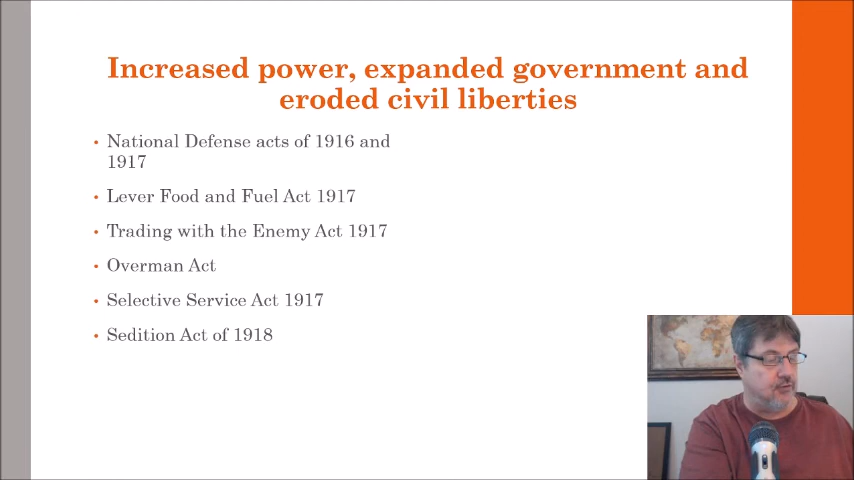 Increased power, expanded government and
eroded civil liberties
• National Defense acts of 1916 and
1917
• Lever Food and Fuel Act 1917
• Trading with the Enemy Act 1917
• Overman Act
• Selective Service Act 1917
• Sedition Act of 1918